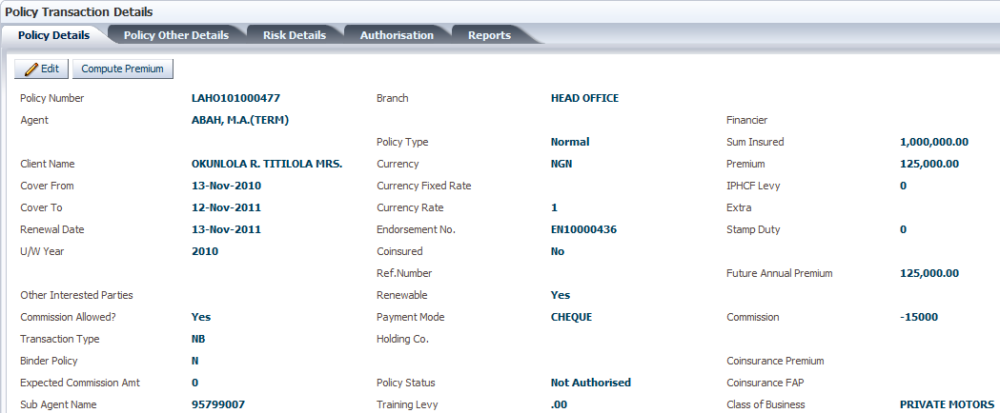 Policy Transaction Details
Policy Details Policy Other Details Risk Details Authorisation Reports
Edit Compute Premium
Policy Number LAHO101000477 Branch HEAD OFFICE
Agent ABAH, M.A.(TERM) Financier
Policy Type Normal Sum Insured 1,000,000.00
Client Name OKUNLOLA R. TITILOLA MRS. Currency NGN Premium 125,000.00
Cover From 13-Nov-2010 Currency Fixed Rate IPHCF Levy 0
Cover To 12-Nov-2011 Currency Rate 1 Extra
Renewal Date 13-Nov-2011 Endorsement No. EN10000436 Stamp Duty 0
U/W Year 2010 Coinsured No
Ref.Number Future Annual Premium 125,000.00
Other Interested Parties Renewable Yes
Commission Allowed? Yes Payment Mode CHEQUE Commission -15000
Transaction Type NB Holding Co.
Binder Policy N Coinsurance Premium
Expected Commission Amt 0 Policy Status Not Authorised Coinsurance FAP
Sub Agent Name 95799007 Training Levy .00 Class of Business PRIVATE MOTORS